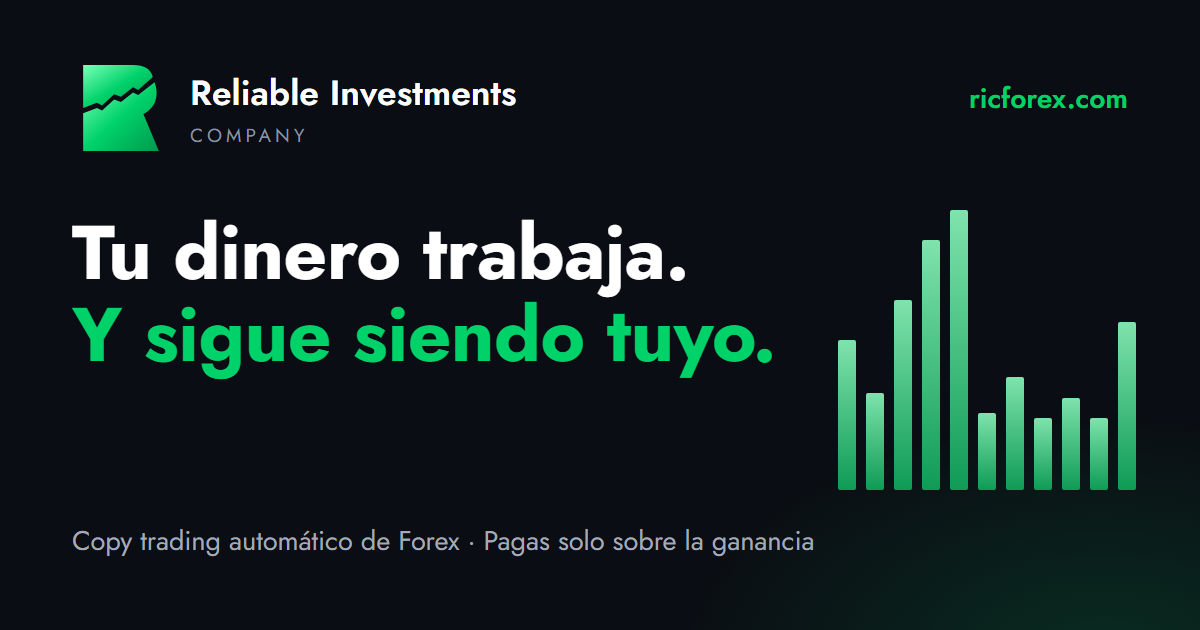 Reliable Investments
COMPANY
ricforex.com
Tu dinero trabaja.
Y sigue siendo tuyo.
Copy trading automático de Forex · Pagas solo sobre la ganancia